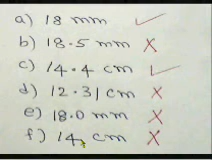 a) 18 mm ✓
b) 18.5 mm ✗
c) 14.4 cm ✓
d) 12.31 cm ✗
e) 18.0 mm ✗
f) 14, cm ✗